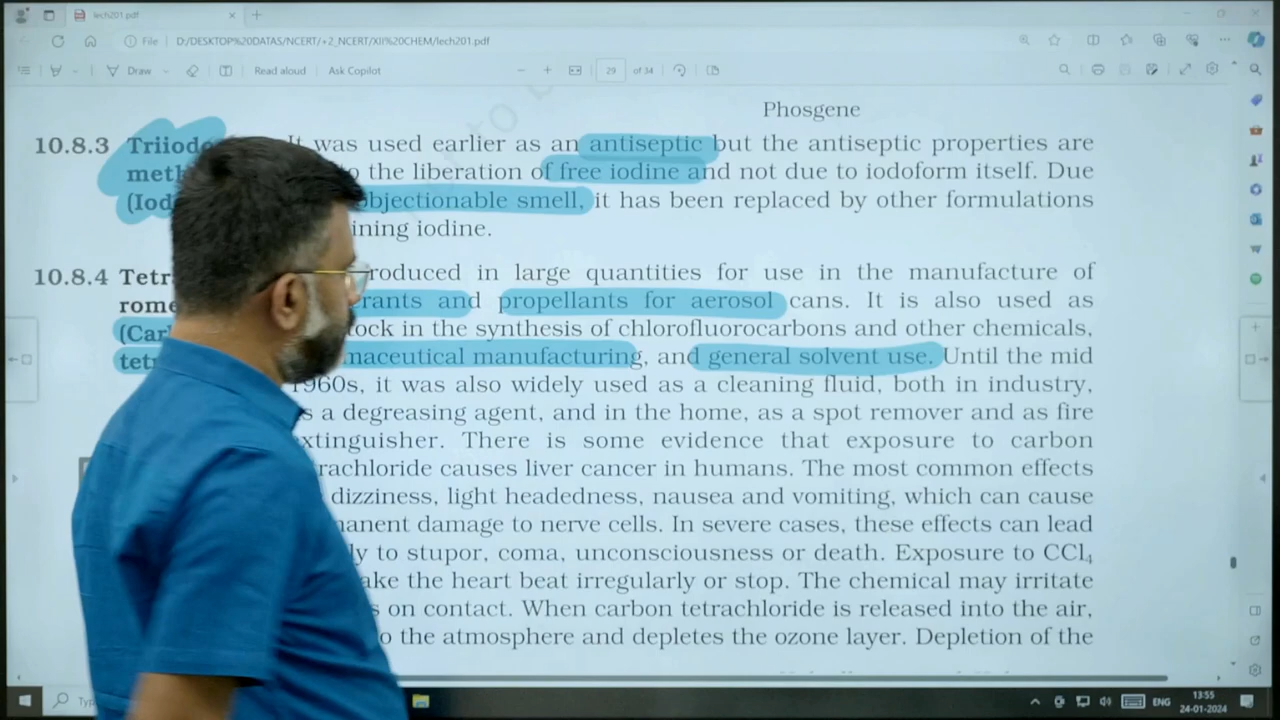 lech201.pdf
File D:/DESKTOP%20DATAS/NCERT/+2_NCERT/XII%20CHEM/lech201.pdf
Draw Read aloud Ask Copilot 29 of 34
Phosgene
10.8.3 Triiodo It was used earlier as an antiseptic but the antiseptic properties are
meth the liberation of free iodine and not due to iodoform itself. Due
(Iod objectionable smell, it has been replaced by other formulations
ining iodine.
10.8.4 Tetr roduced in large quantities for use in the manufacture of
rome rants and propellants for aerosol cans. It is also used as
(Car ock in the synthesis of chlorofluorocarbons and other chemicals,
tetr maceutical manufacturing, and general solvent use. Until the mid
1960s, it was also widely used as a cleaning fluid, both in industry,
s a degreasing agent, and in the home, as a spot remover and as fire
xtinguisher. There is some evidence that exposure to carbon
rachloride causes liver cancer in humans. The most common effects
dizziness, light headedness, nausea and vomiting, which can cause
manent damage to nerve cells. In severe cases, these effects can lead
ly to stupor, coma, unconsciousness or death. Exposure to CCl₄
ake the heart beat irregularly or stop. The chemical may irritate
s on contact. When carbon tetrachloride is released into the air,
o the atmosphere and depletes the ozone layer. Depletion of the
Typ
ENG
13:55
24-01-2024